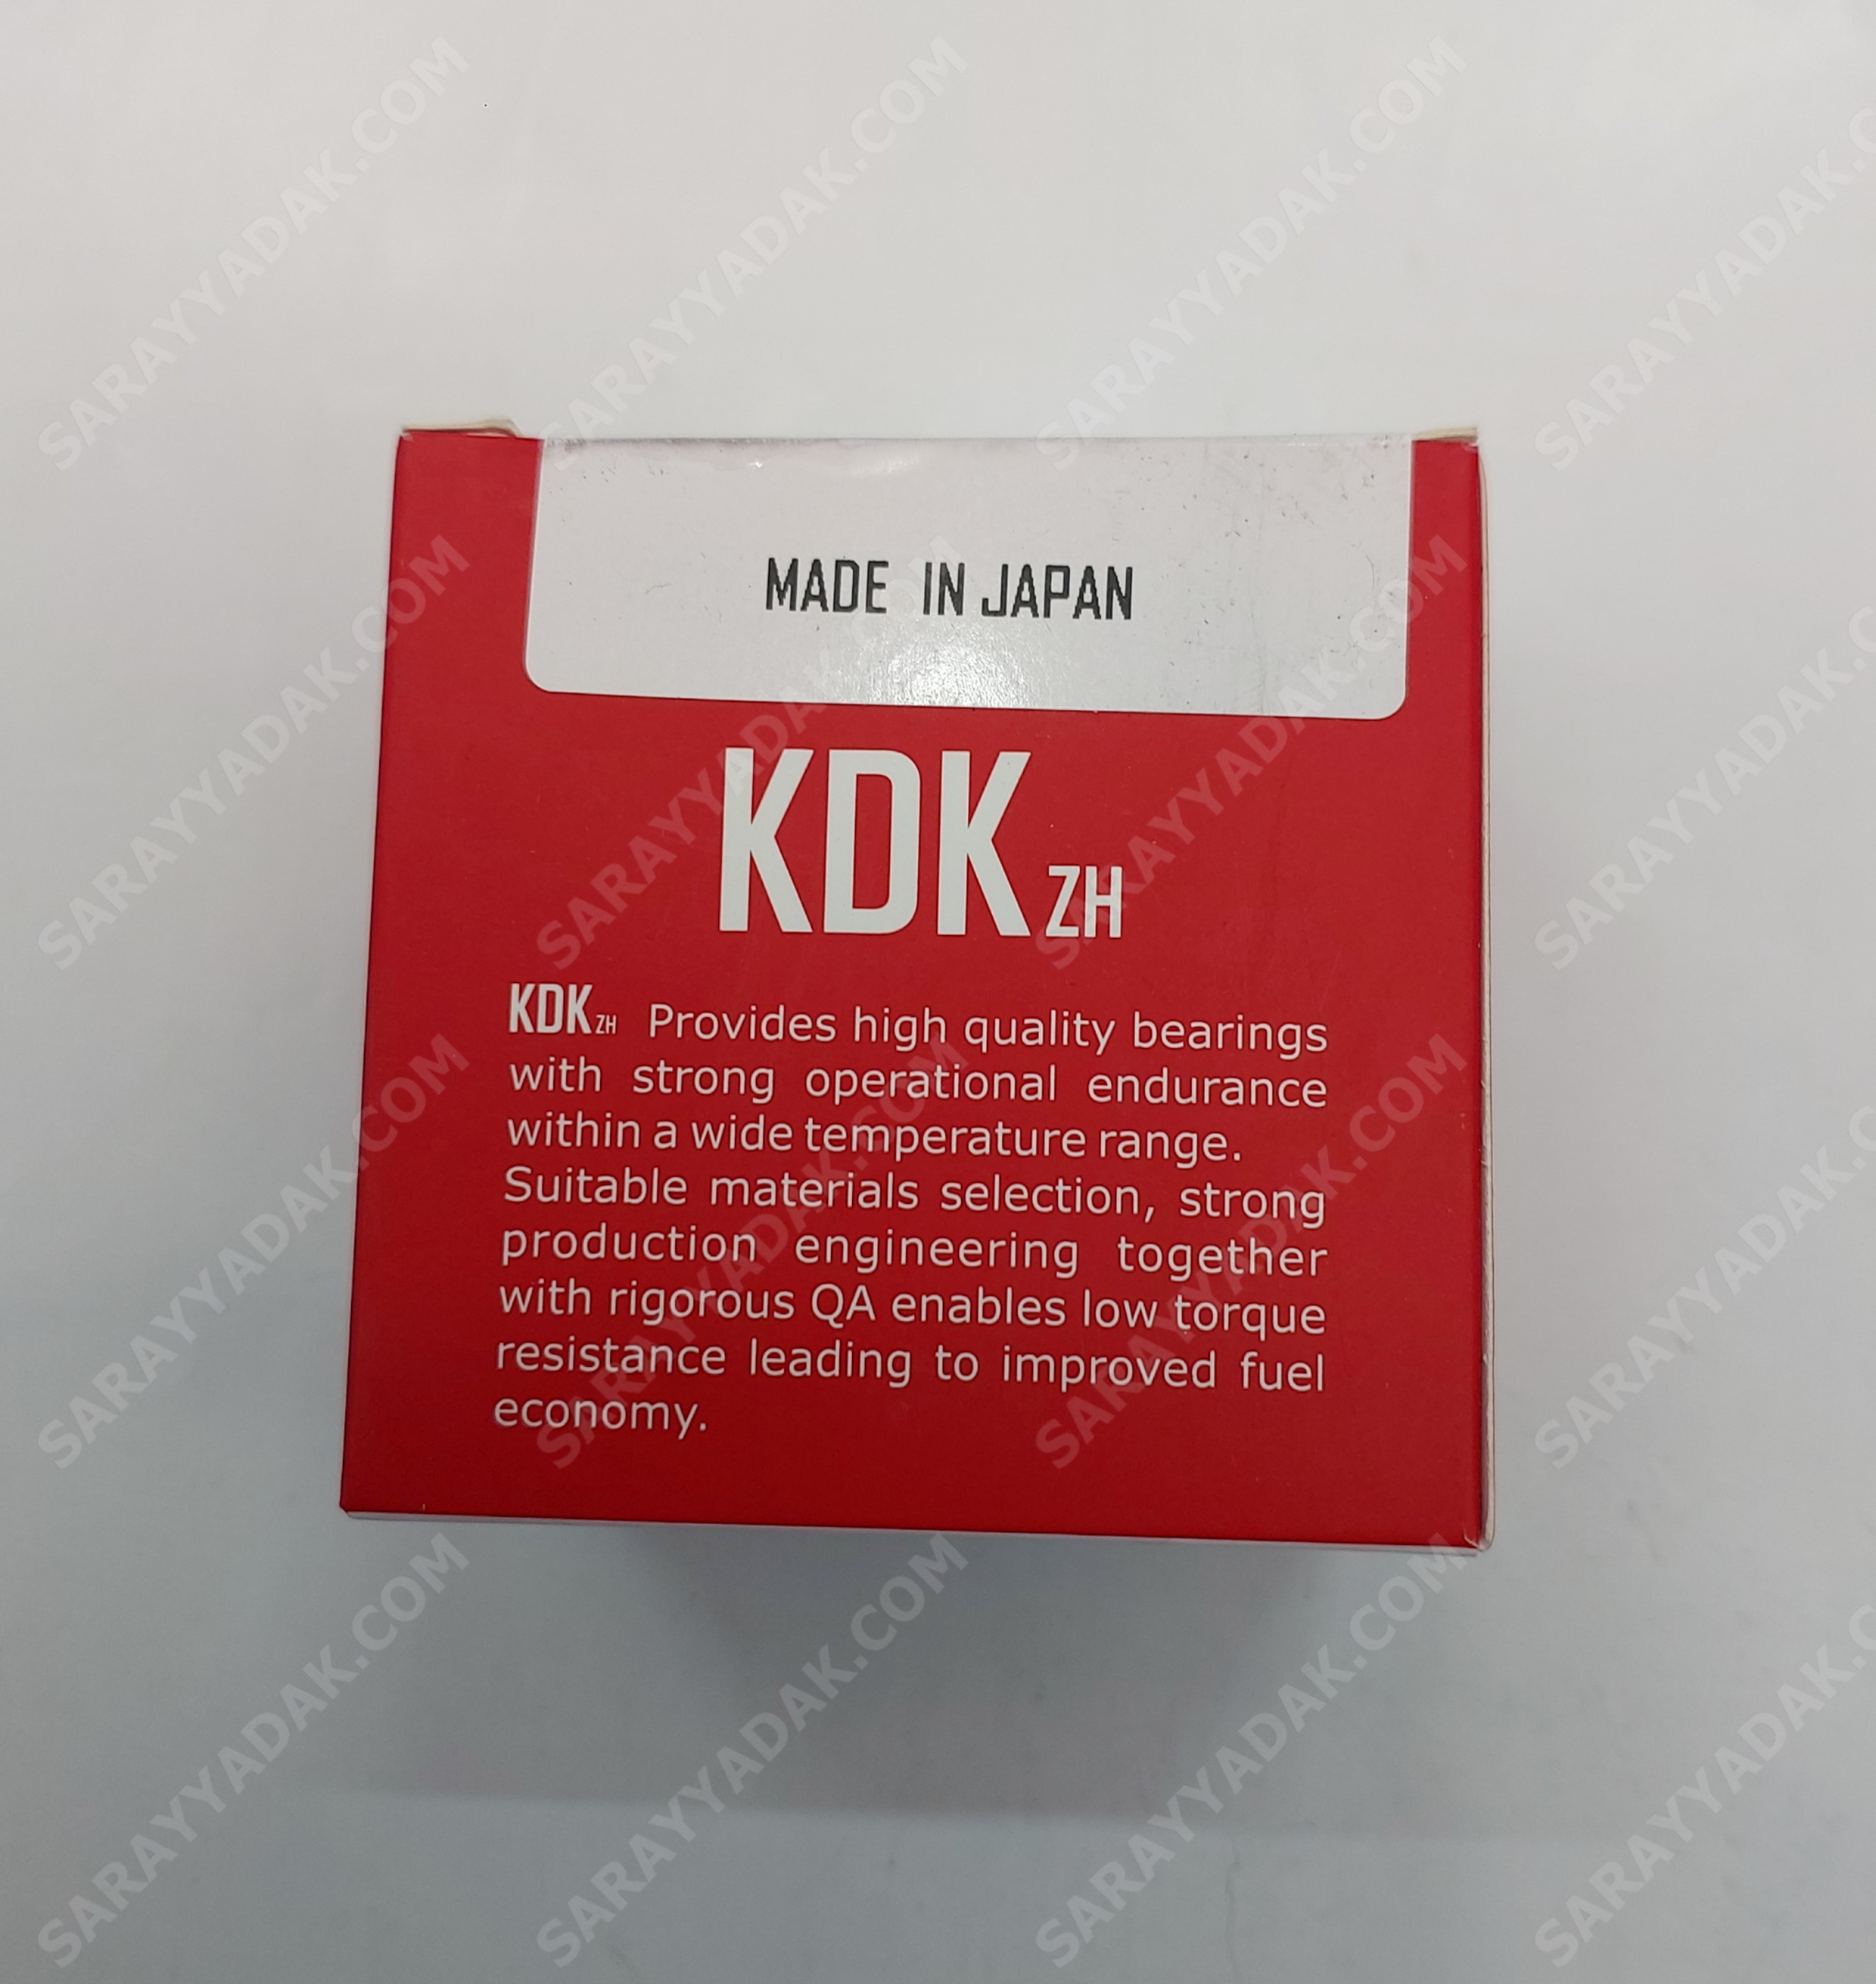 MADE IN JAPAN
KDK ZH
KDK ZH Provides high quality bearings
with strong operational endurance
within a wide temperature range.
Suitable materials selection, strong
production engineering together
with rigorous QA enables low torque
resistance leading to improved fuel
economy.
SARAYYADAK.COM